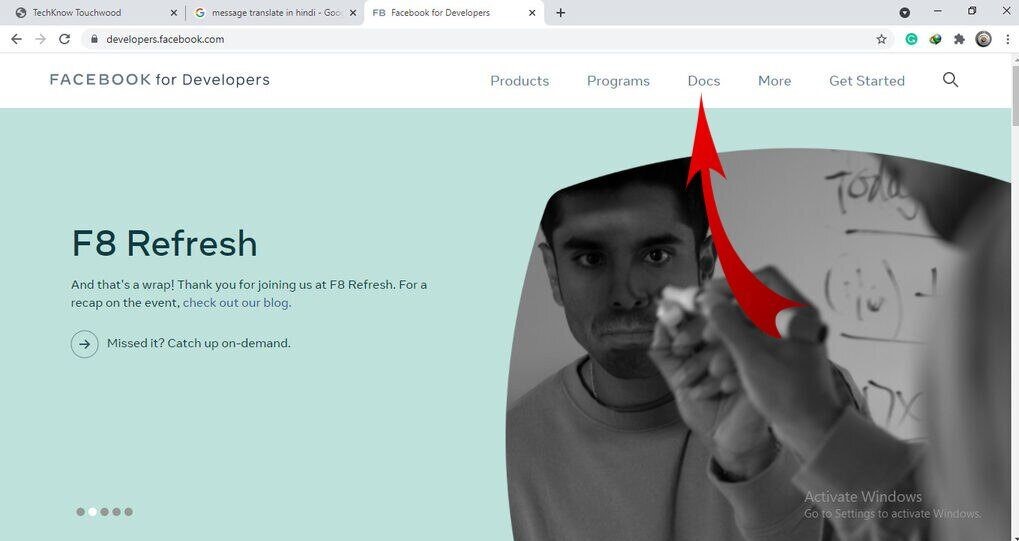 TechKnow Touchwood
message translate in hindi - Goo
FB Facebook for Developers
developers.facebook.com
FACEBOOK for Developers
Products
Programs
Docs
More
Get Started
Today
F8 Refresh
And that's a wrap! Thank you for joining us at F8 Refresh. For a
recap on the event, check out our blog.
Missed it? Catch up on-demand.
Activate Windows
Go to Settings to activate Windows.